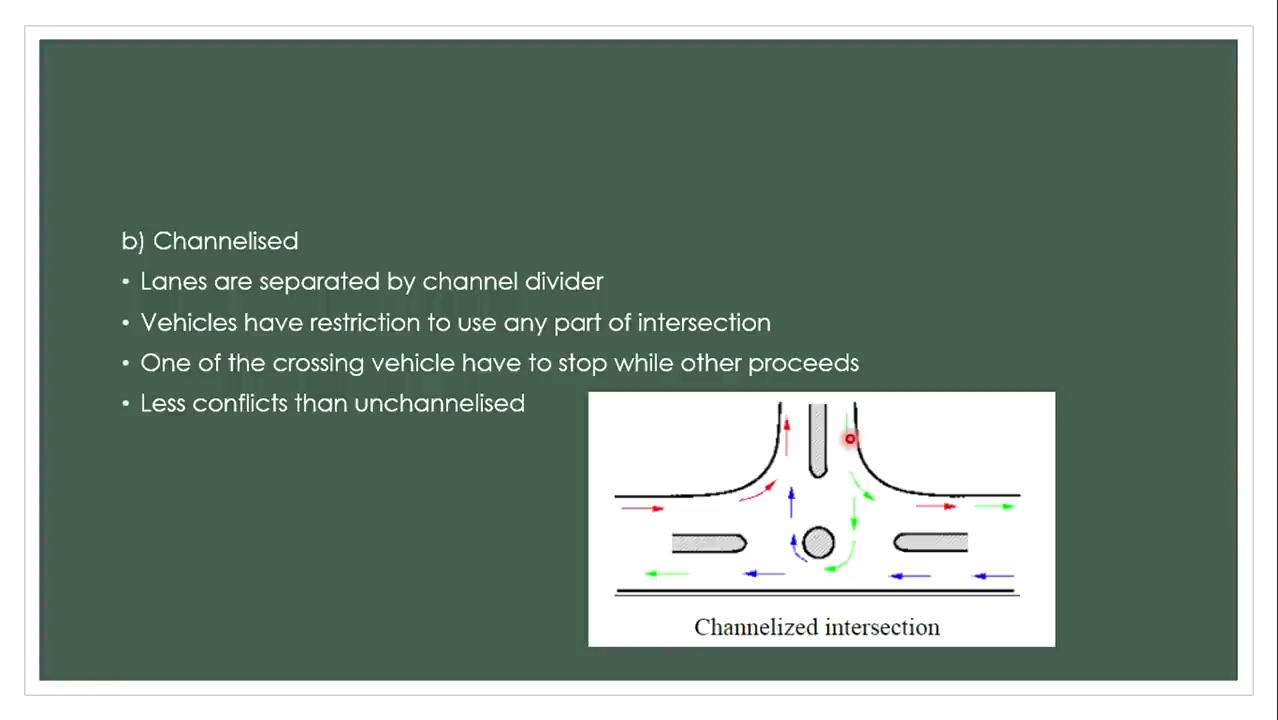 b) Channelised
• Lanes are separated by channel divider
• Vehicles have restriction to use any part of intersection
• One of the crossing vehicle have to stop while other proceeds
• Less conflicts than unchannelised
Channelized intersection